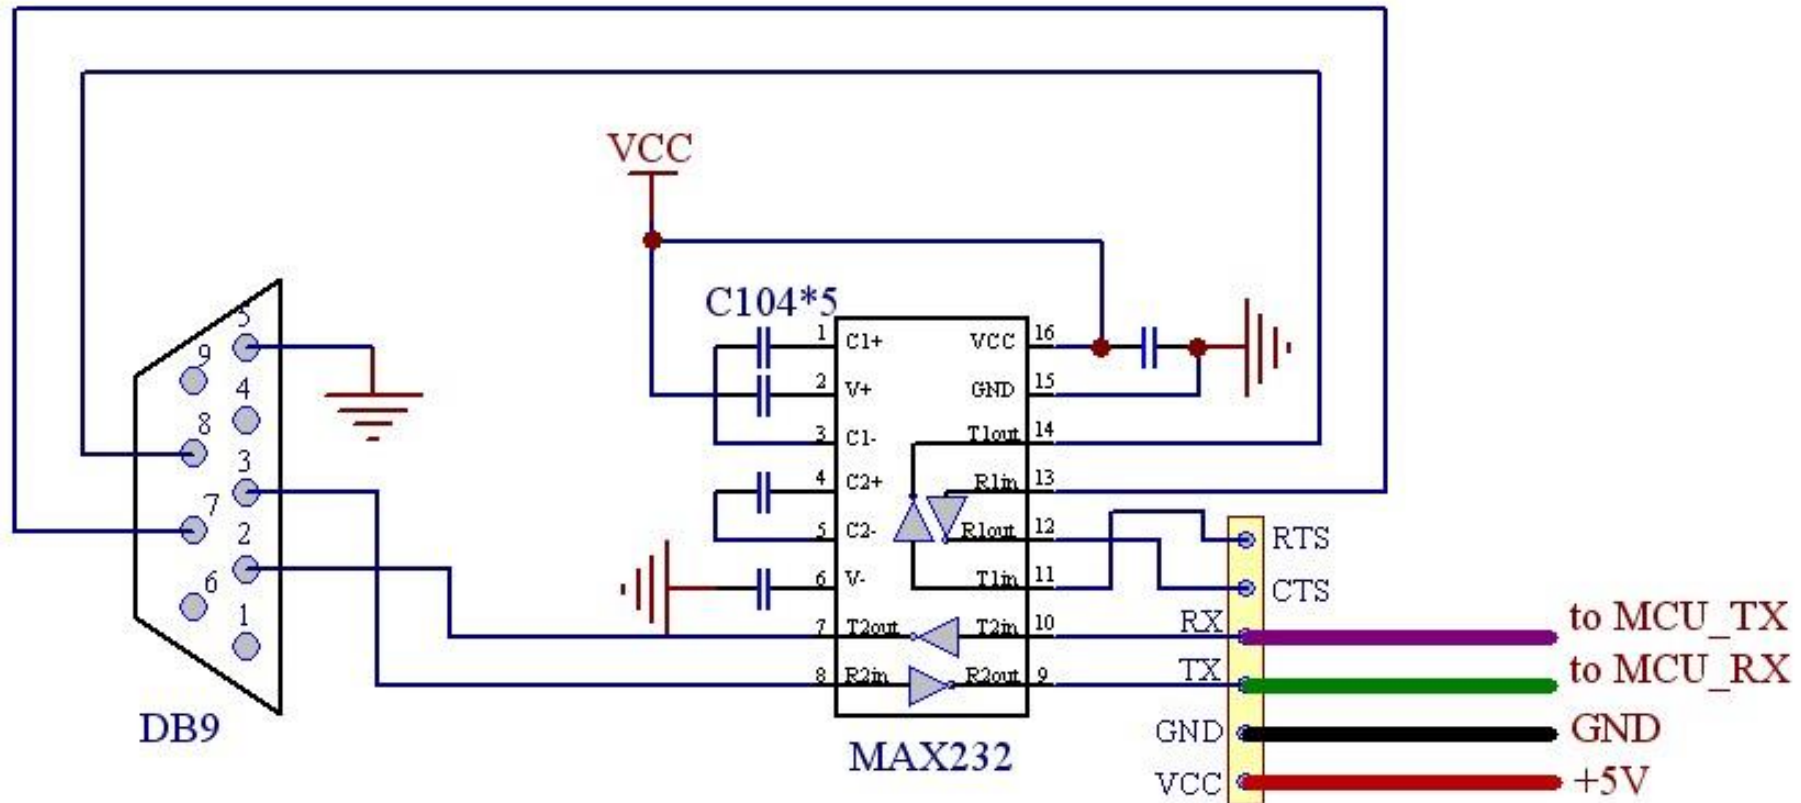 VCC
C104*5
5
9
4
8
3
7
2
6
1
DB9
1 C1+ VCC 16
2 V+ GND 15
3 C1- T1out 14
4 C2+ R1in 13
5 C2- R1out 12
6 V- T1in 11
7 T2out T2in 10
8 R2in R2out 9
MAX232
RTS
CTS
RX to MCU_TX
TX to MCU_RX
GND GND
VCC +5V